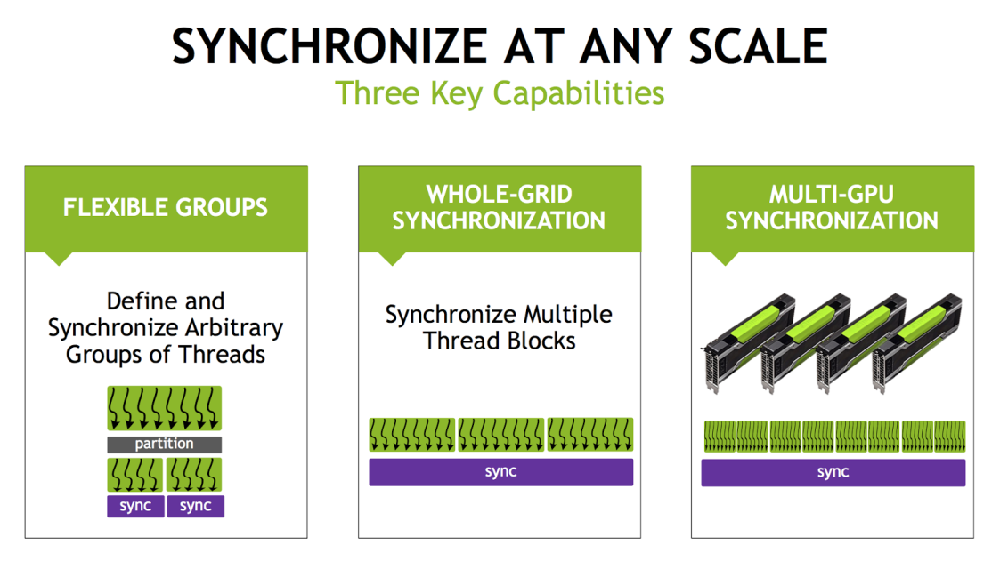 SYNCHRONIZE AT ANY SCALE
Three Key Capabilities
FLEXIBLE GROUPS
Define and
Synchronize Arbitrary
Groups of Threads
partition
sync sync
WHOLE-GRID
SYNCHRONIZATION
Synchronize Multiple
Thread Blocks
sync
MULTI-GPU
SYNCHRONIZATION
sync